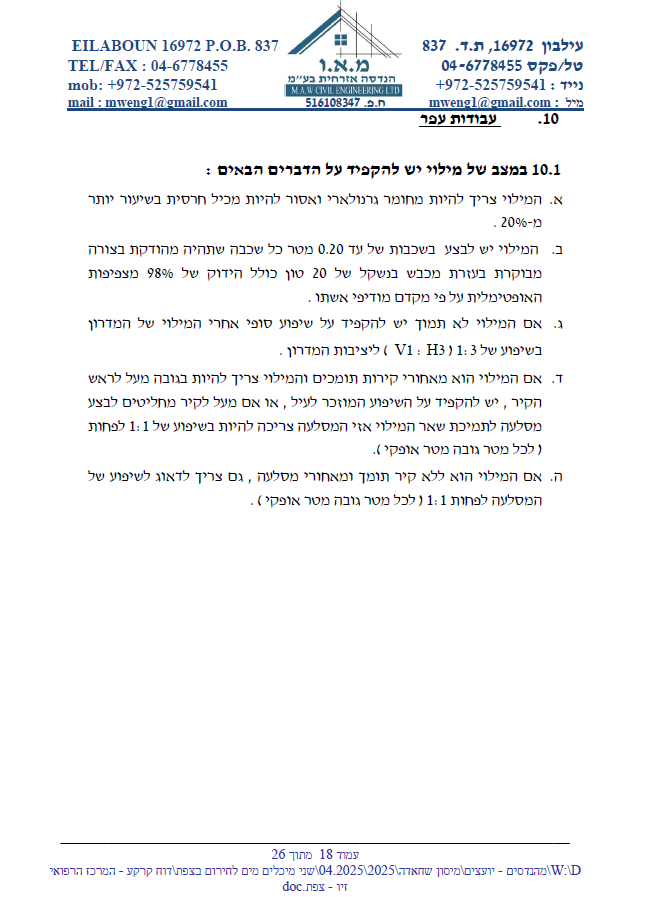 עילבון 16972, ת.ד. 837
טל/פקס 04-6778455
נייד : +972-525759541
מיל : mweng1@gmail.com
מ.א.ו
הנדסה אזרחית בע"מ
M.A.W CIVIL ENGINEERING LTD
ח.פ. 516108347
EILABOUN 16972 P.O.B. 837
TEL/FAX : 04-6778455
mob: +972-525759541
mail : mweng1@gmail.com
10. עבודות עפר
10.1 במצב של מילוי יש להקפיד על הדברים הבאים :
א. המילוי צריך להיות מחומר גרנולארי ואסור להיות מכיל חרסית בשיעור יותר
מ-20% .
ב. המילוי יש לבצע בשכבות של עד 0.20 מטר כל שכבה שתהיה מהודקת בצורה
מבוקרת בעזרת מכבש בנשקל של 20 טון כולל הידוק של 98% מצפיפות
האופטימלית על פי מקדם מודיפי אשתו .
ג. אם המילוי לא תמוך יש להקפיד על שיפוע סופי אחרי המילוי של המדרון
בשיפוע של 1:3 ( V1 : H3 ) ליציבות המדרון .
ד. אם המילוי הוא מאחורי קירות תומכים והמילוי צריך להיות בגובה מעל לראש
הקיר , יש להקפיד על השיפוע המוזכר לעיל , או אם מעל לקיר מחליטים לבצע
מסלעה לתמיכת שאר המילוי אזי המסלעה צריכה להיות בשיפוע של 1:1 לפחות
( לכל מטר גובה מטר אופקי ).
ה. אם המילוי הוא ללא קיר תומך ומאחורי מסלעה , גם צריך לדאוג לשיפוע של
המסלעה לפחות 1:1 ( לכל מטר גובה מטר אופקי ) .
עמוד 18 מתוך 26
W:\D\מהנדסים - יועצים\מיסון שחאדה\2025\04.2025\שני מיכלים מים לחירום בצפת\דוח קרקע - המרכז הרפואי
זיו - צפת.doc